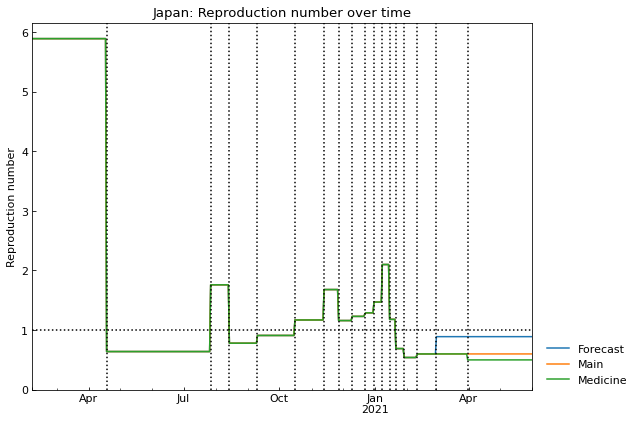 Japan: Reproduction number over time
Reproduction number
6
5
4
3
2
1
0
Apr
Jul
Oct
Jan
2021
Apr
Forecast
Main
Medicine